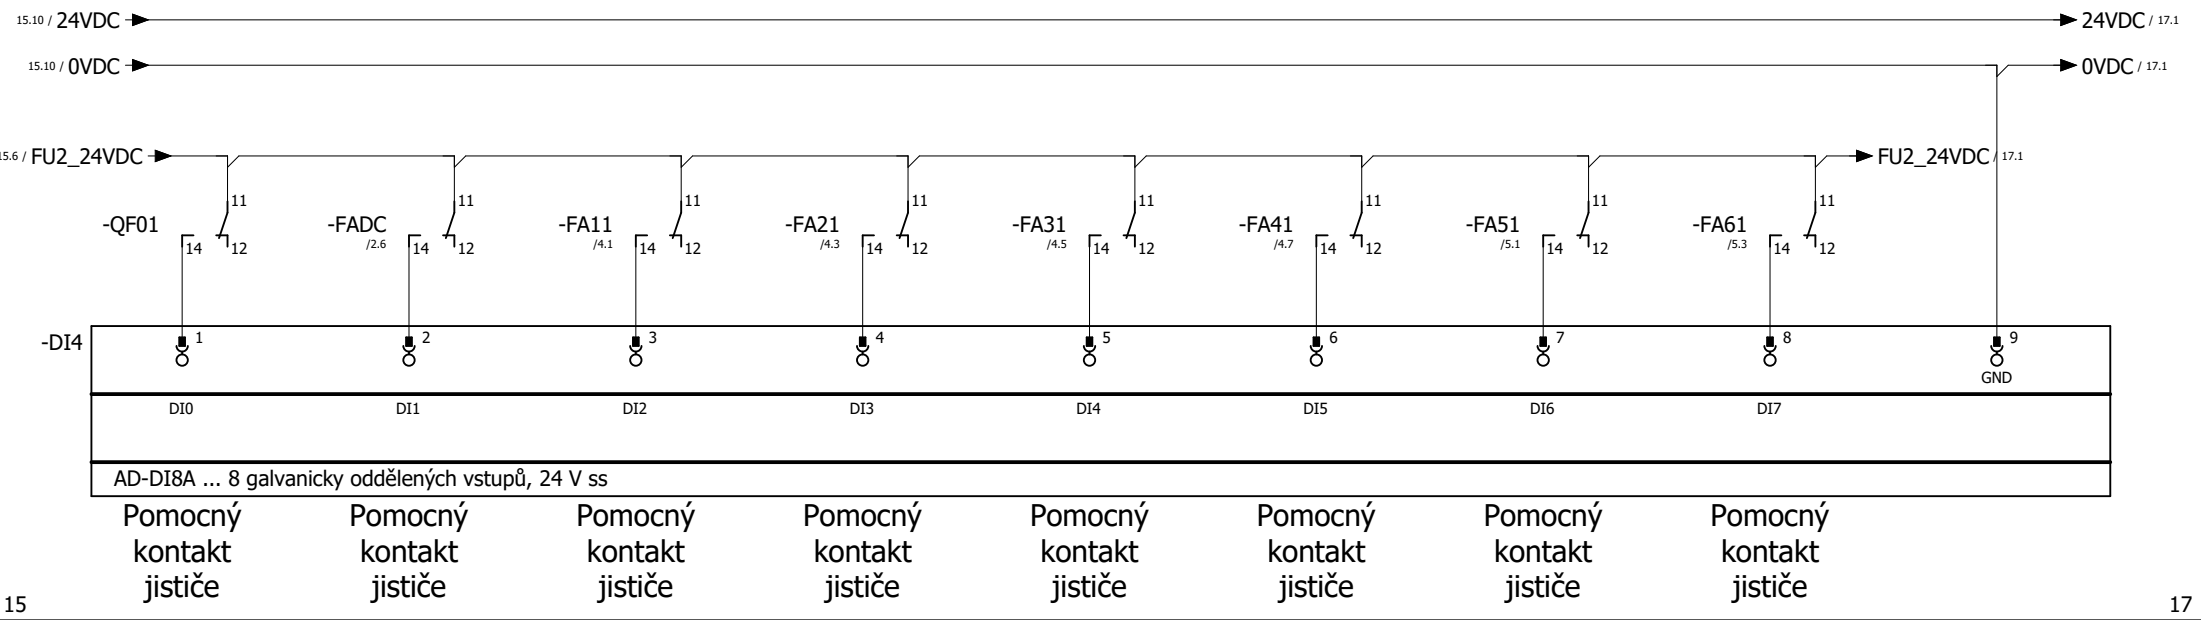 15.10 / 24VDC
24VDC / 17.1
15.10 / 0VDC
0VDC / 17.1
15.6 / FU2_24VDC
FU2_24VDC / 17.1
11 11 11 11 11 11 11 11
-QF01 -FADC -FA11 -FA21 -FA31 -FA41 -FA51 -FA61
/2.6 /4.1 /4.3 /4.5 /4.7 /5.1 /5.3
14 12 14 12 14 12 14 12 14 12 14 12 14 12 14 12
-DI4 1 2 3 4 5 6 7 8 9
GND
DI0 DI1 DI2 DI3 DI4 DI5 DI6 DI7
AD-DI8A ... 8 galvanicky oddělených vstupů, 24 V ss
Pomocný Pomocný Pomocný Pomocný Pomocný Pomocný Pomocný Pomocný
kontakt kontakt kontakt kontakt kontakt kontakt kontakt kontakt
jističe jističe jističe jističe jističe jističe jističe jističe
15 17